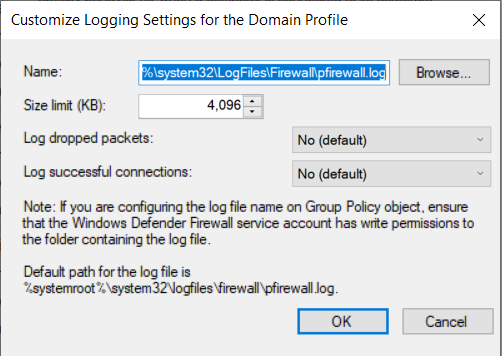 Customize Logging Settings for the Domain Profile
Name: %\system32\LogFiles\Firewall\pfirewall.log Browse...
Size limit (KB): 4,096
Log dropped packets: No (default)
Log successful connections: No (default)
Note: If you are configuring the log file name on Group Policy object, ensure
that the Windows Defender Firewall service account has write permissions to
the folder containing the log file.
Default path for the log file is
%systemroot%\system32\logfiles\firewall\pfirewall.log.
OK Cancel